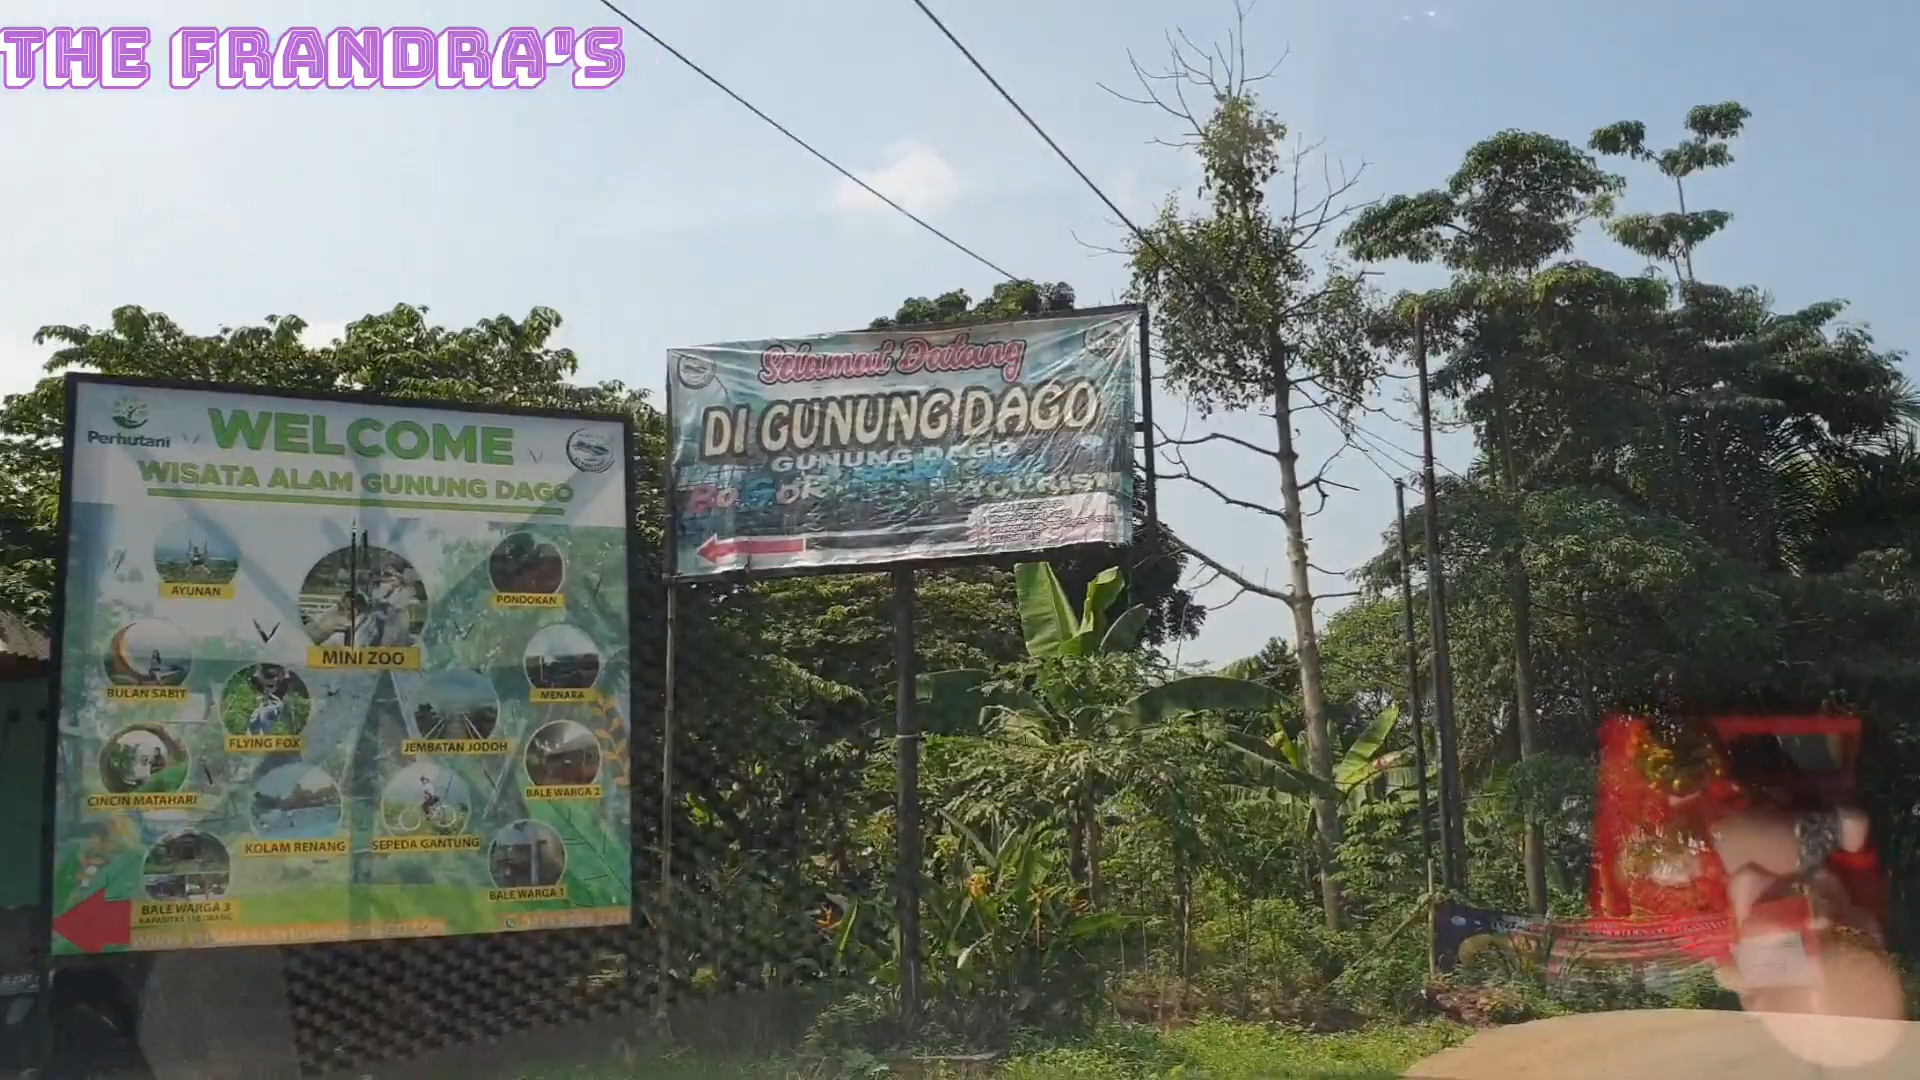 THE FRANDRA'S
Perhutani
WELCOME
WISATA ALAM GUNUNG DAGO
AYUNAN
PONDOKAN
MINI ZOO
BULAN SABIT
MENARA
FLYING FOX
JEMBATAN JODOH
CINCIN MATAHARI
BALE WARGA 2
KOLAM RENANG
SEPEDA GANTUNG
BALE WARGA 1
BALE WARGA 3
Selamat Datang
DI GUNUNG DAGO
GUNUNG DAGO
TOURISM